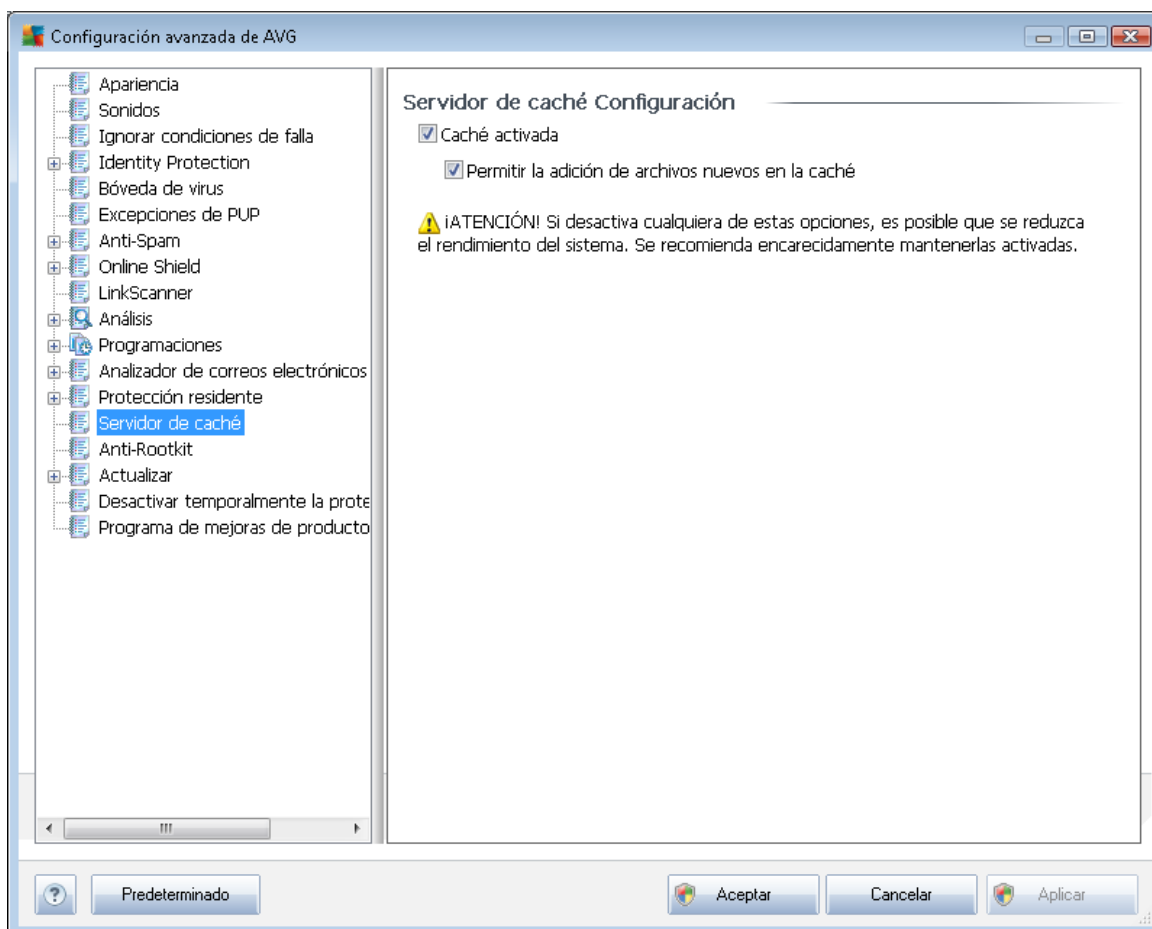 Configuración avanzada de AVG
Apariencia
Sonidos
Ignorar condiciones de falla
Identity Protection
Bóveda de virus
Excepciones de PUP
Anti-Spam
Online Shield
LinkScanner
Análisis
Programaciones
Analizador de correos electrónicos
Protección residente
Servidor de caché
Anti-Rootkit
Actualizar
Desactivar temporalmente la prote
Programa de mejoras de producto
Servidor de caché Configuración
Caché activada
Permitir la adición de archivos nuevos en la caché
¡ATENCIÓN! Si desactiva cualquiera de estas opciones, es posible que se reduzca
el rendimiento del sistema. Se recomienda encarecidamente mantenerlas activadas.
? Predeterminado Aceptar Cancelar Aplicar